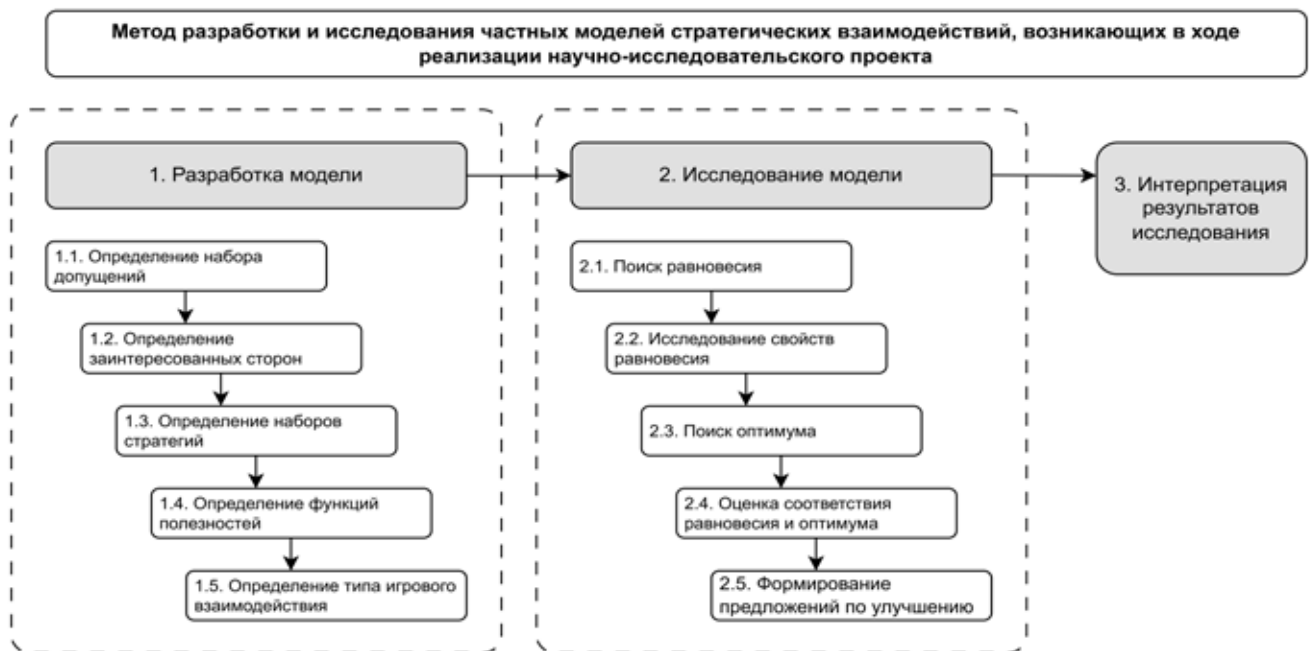 Метод разработки и исследования частных моделей стратегических взаимодействий, возникающих в ходе
реализации научно-исследовательского проекта
1. Разработка модели
1.1. Определение набора
допущений
1.2. Определение
заинтересованных сторон
1.3. Определение наборов
стратегий
1.4. Определение функций
полезностей
1.5. Определение типа игрового
взаимодействия
2. Исследование модели
2.1. Поиск равновесия
2.2. Исследование свойств
равновесия
2.3. Поиск оптимума
2.4. Оценка соответствия
равновесия и оптимума
2.5. Формирование
предложений по улучшению
3. Интерпретация
результатов
исследования